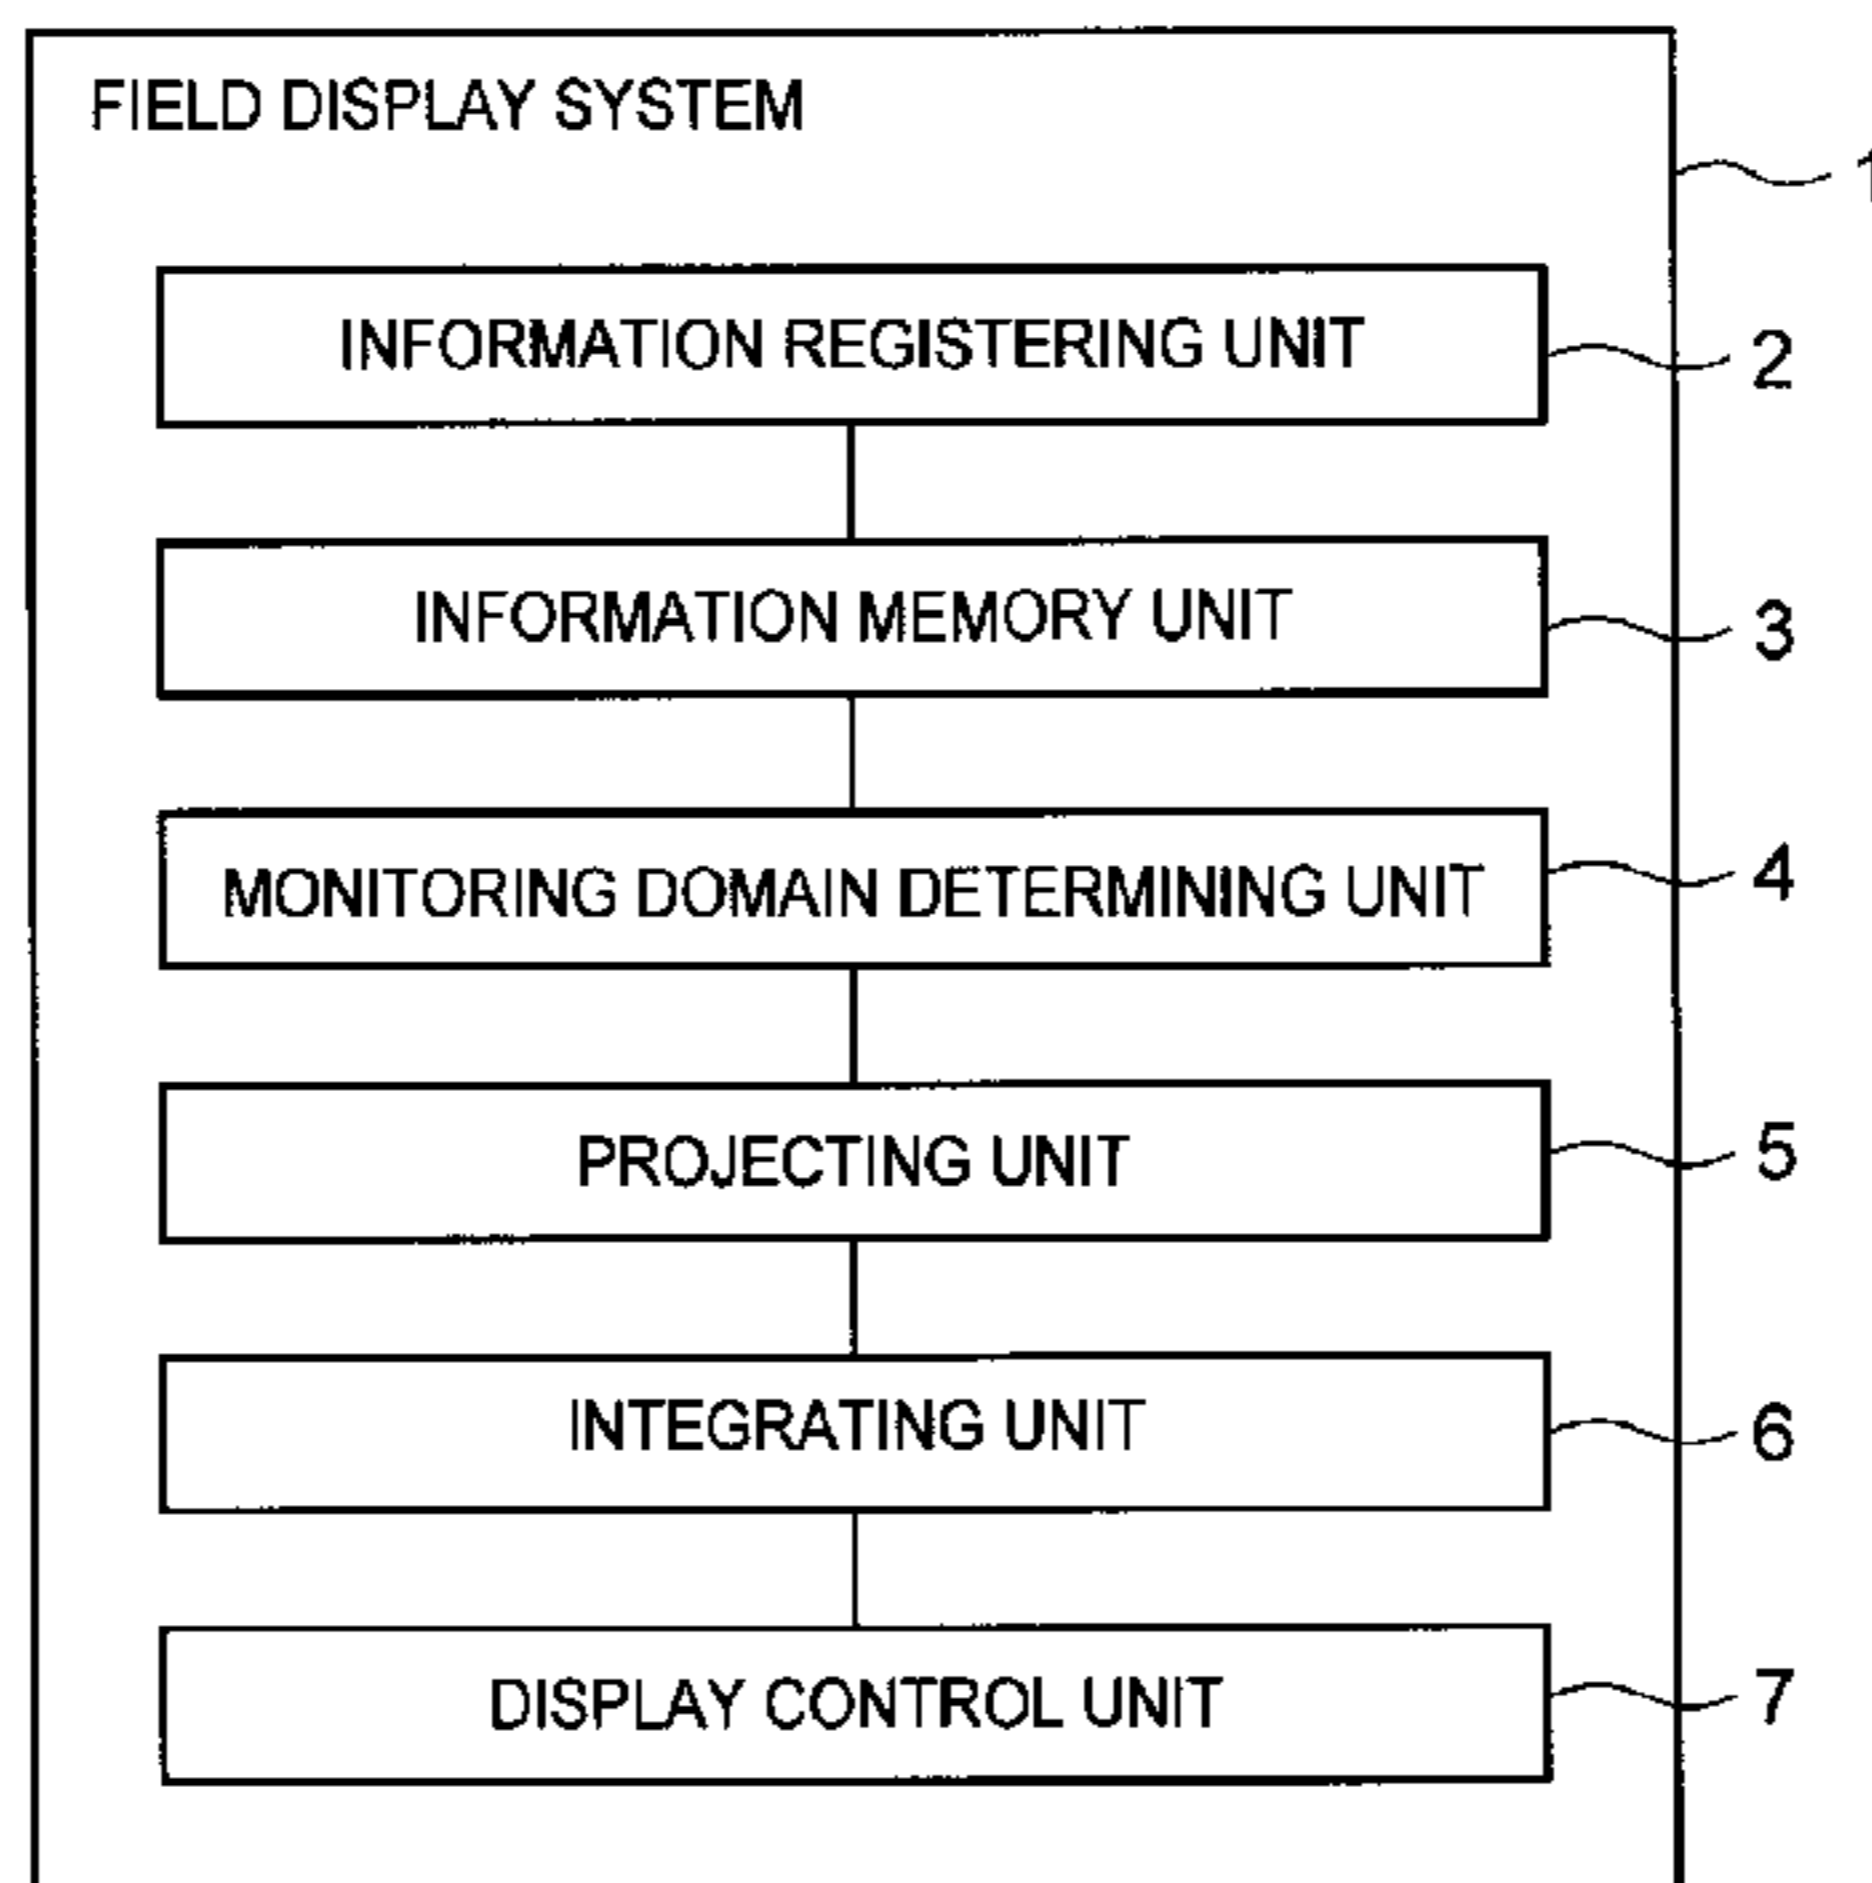 FIELD DISPLAY SYSTEM
1
INFORMATION REGISTERING UNIT
2
INFORMATION MEMORY UNIT
3
MONITORING DOMAIN DETERMINING UNIT
4
PROJECTING UNIT
5
INTEGRATING UNIT
6
DISPLAY CONTROL UNIT
7